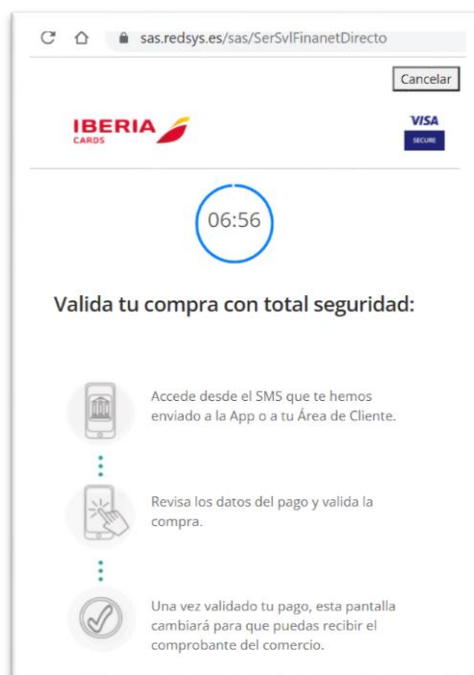 sas.redsys.es/sas/SerSvlFinanetDirecto
Cancelar
IBERIA
CARDS
VISA
SECURE
06:56
Valida tu compra con total seguridad:
Accede desde el SMS que te hemos
enviado a la App o a tu Área de Cliente.
Revisa los datos del pago y valida la
compra.
Una vez validado tu pago, esta pantalla
cambiará para que puedas recibir el
comprobante del comercio.